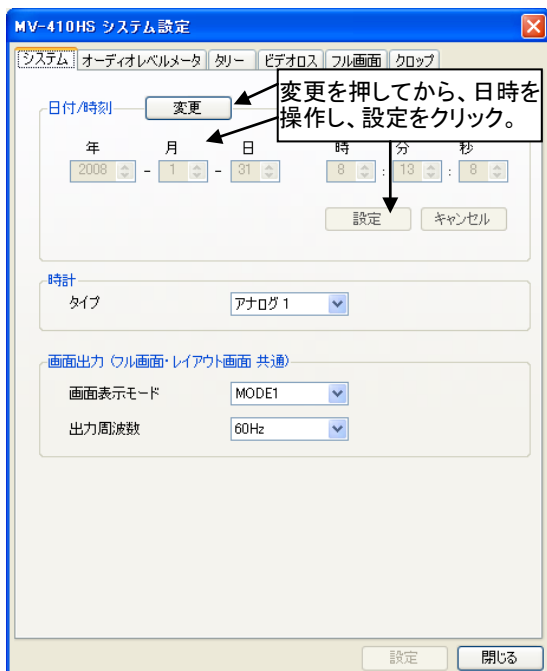 MV-410HS システム設定
システム オーディオレベルメータ タリー ビデオロス フル画面 クロップ
変更を押してから、日時を
操作し、設定をクリック。
日付/時刻 変更
年 月 日 時 分 秒
2008 - 1 - 31 8 : 13 : 8
設定 キャンセル
時計
タイプ アナログ 1
画面出力 (フル画面・レイアウト画面 共通)
画面表示モード MODE1
出力周波数 60Hz
設定 閉じる